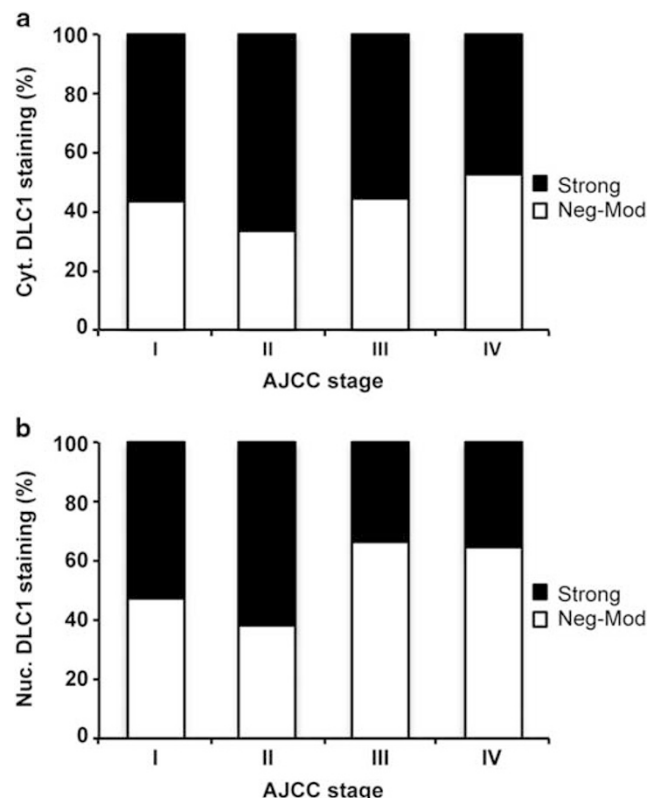 a
Cyt. DLC1 staining (%)
100
80
60
40
20
0
I II III IV
AJCC stage
Strong
Neg-Mod
b
Nuc. DLC1 staining (%)
100
80
60
40
20
0
I II III IV
AJCC stage
Strong
Neg-Mod